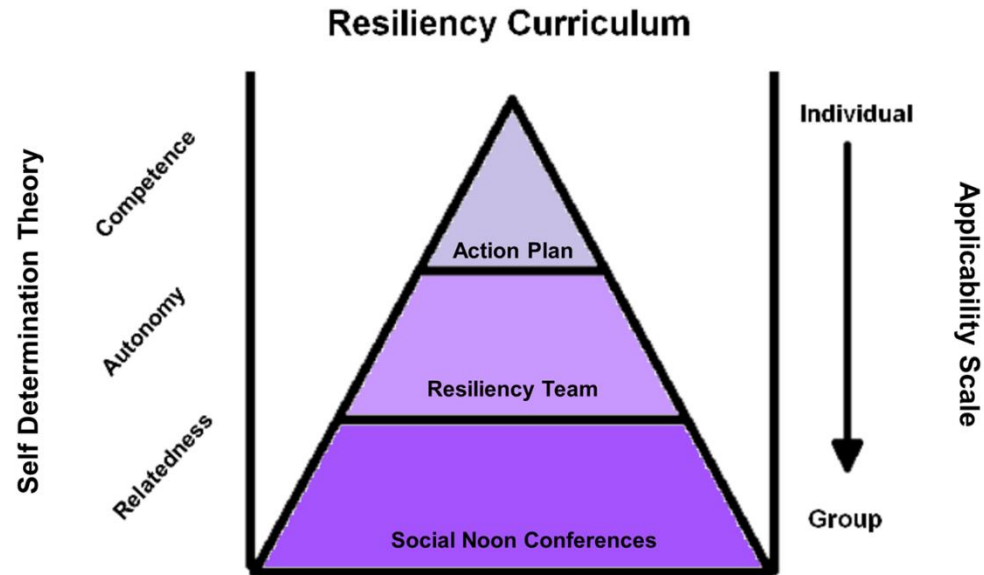 Resiliency Curriculum
Self Determination Theory
Competence
Autonomy
Relatedness
Action Plan
Resiliency Team
Social Noon Conferences
Individual
Group
Applicability Scale